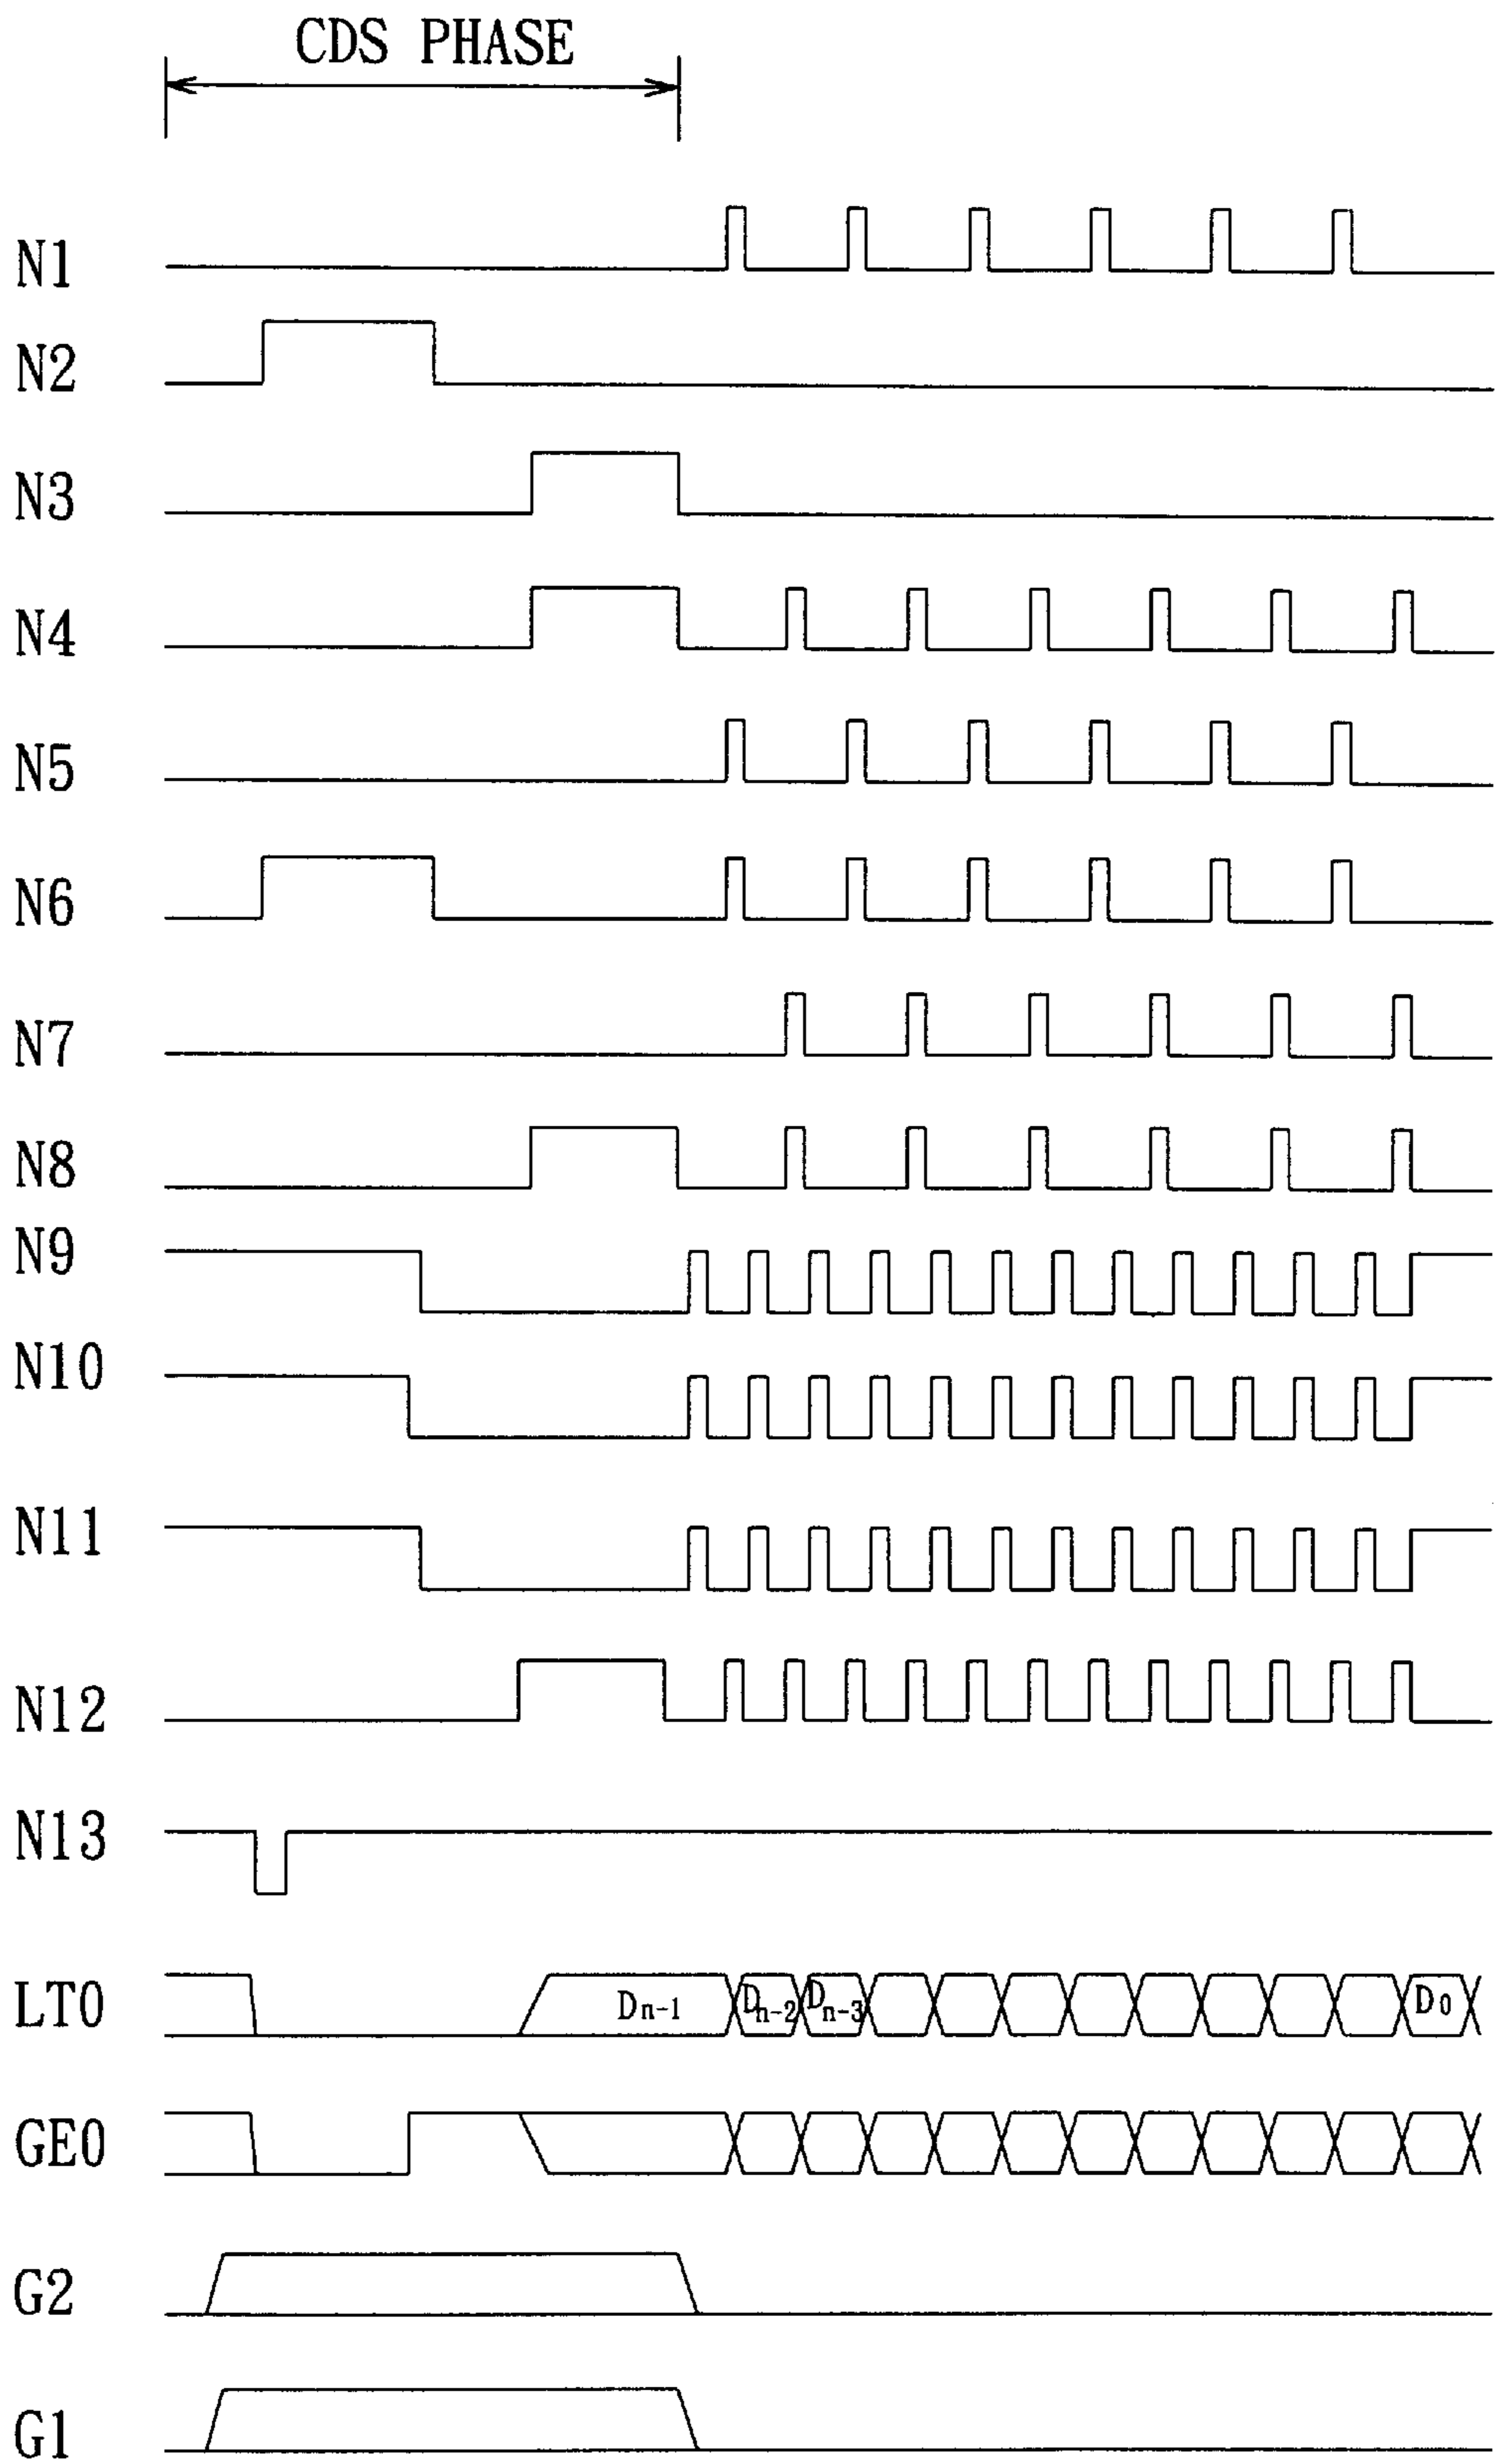 CDS PHASE
N1
N2
N3
N4
N5
N6
N7
N8
N9
N10
N11
N12
N13
LT0 Dn-1 Dn-2 Dn-3 D0
GE0
G2
G1